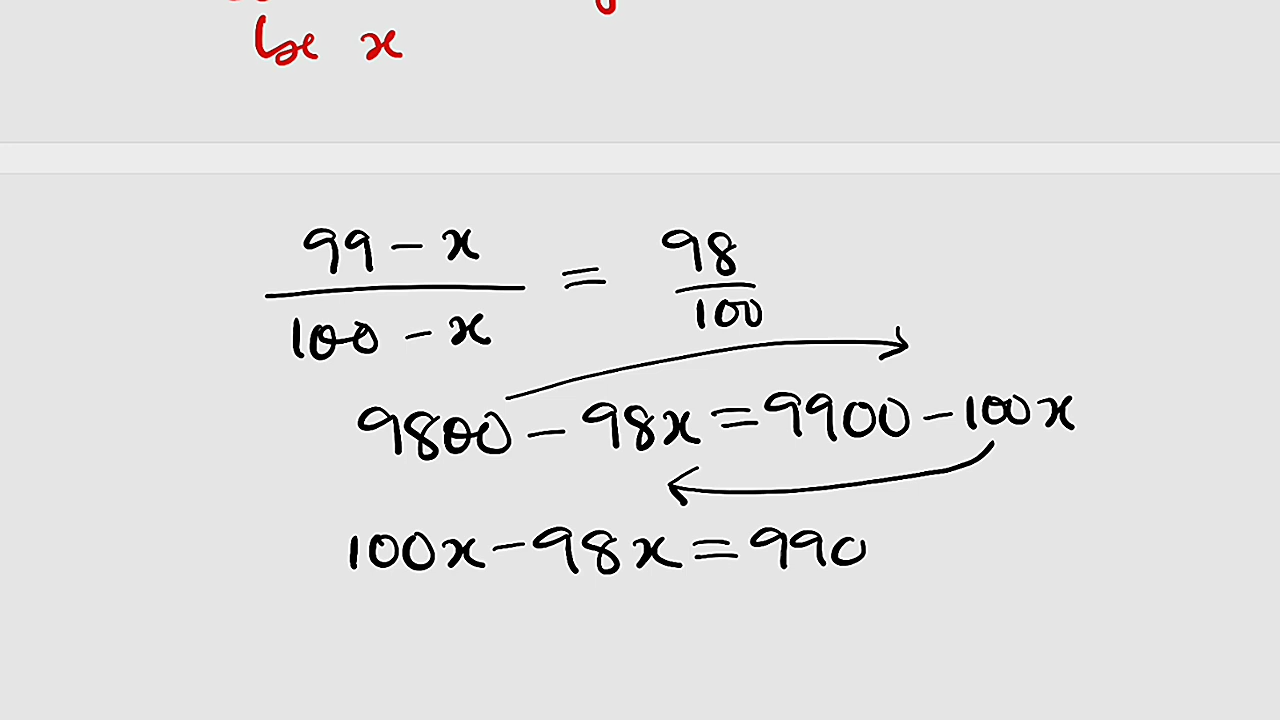 be x
99 - x / 100 - x = 98 / 100
9800 - 98x = 9900 - 100x
100x - 98x = 990